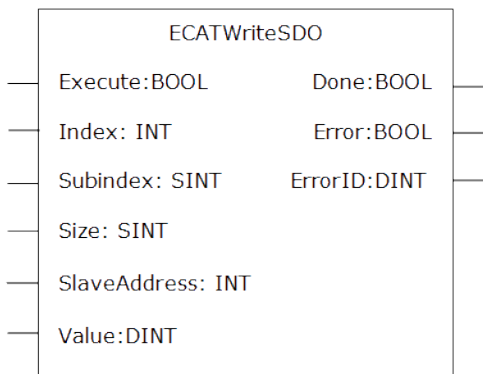 ECATWriteSDO
Execute:BOOL Done:BOOL
Index: INT Error:BOOL
Subindex: SINT ErrorID:DINT
Size: SINT
SlaveAddress: INT
Value:DINT